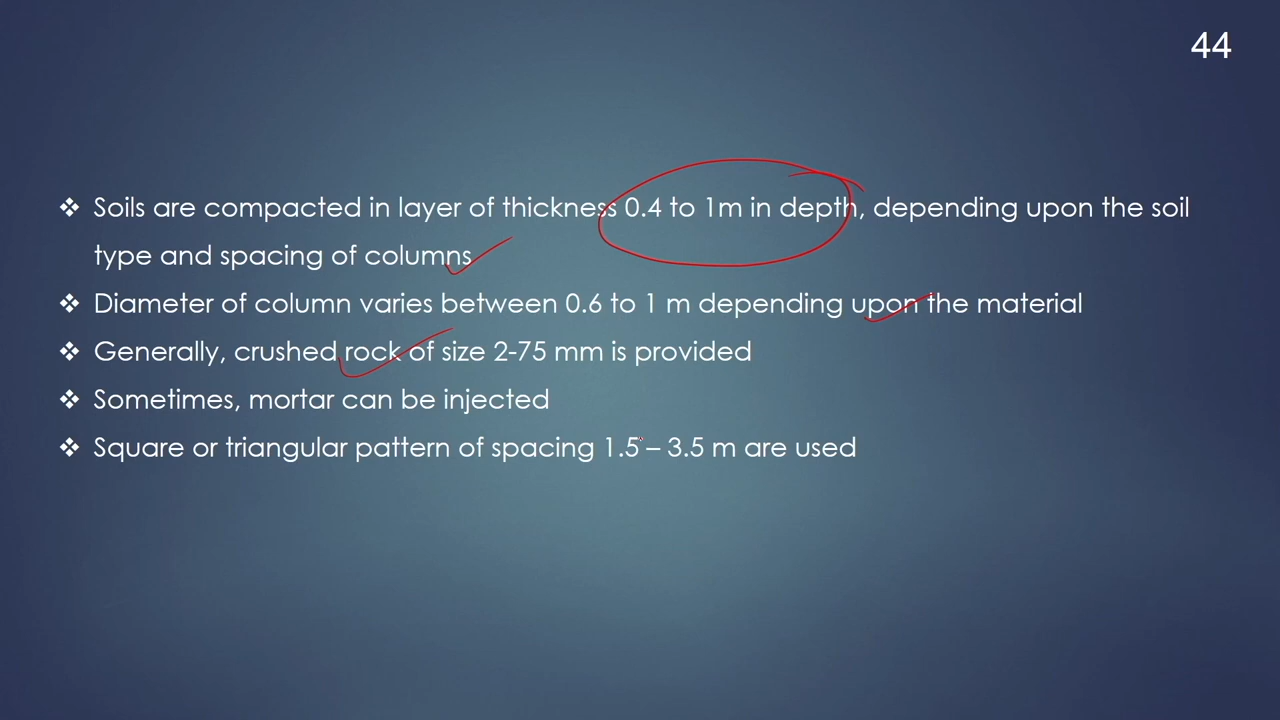 44
❖ Soils are compacted in layer of thickness 0.4 to 1m in depth, depending upon the soil
type and spacing of columns
❖ Diameter of column varies between 0.6 to 1 m depending upon the material
❖ Generally, crushed rock of size 2-75 mm is provided
❖ Sometimes, mortar can be injected
❖ Square or triangular pattern of spacing 1.5 – 3.5 m are used